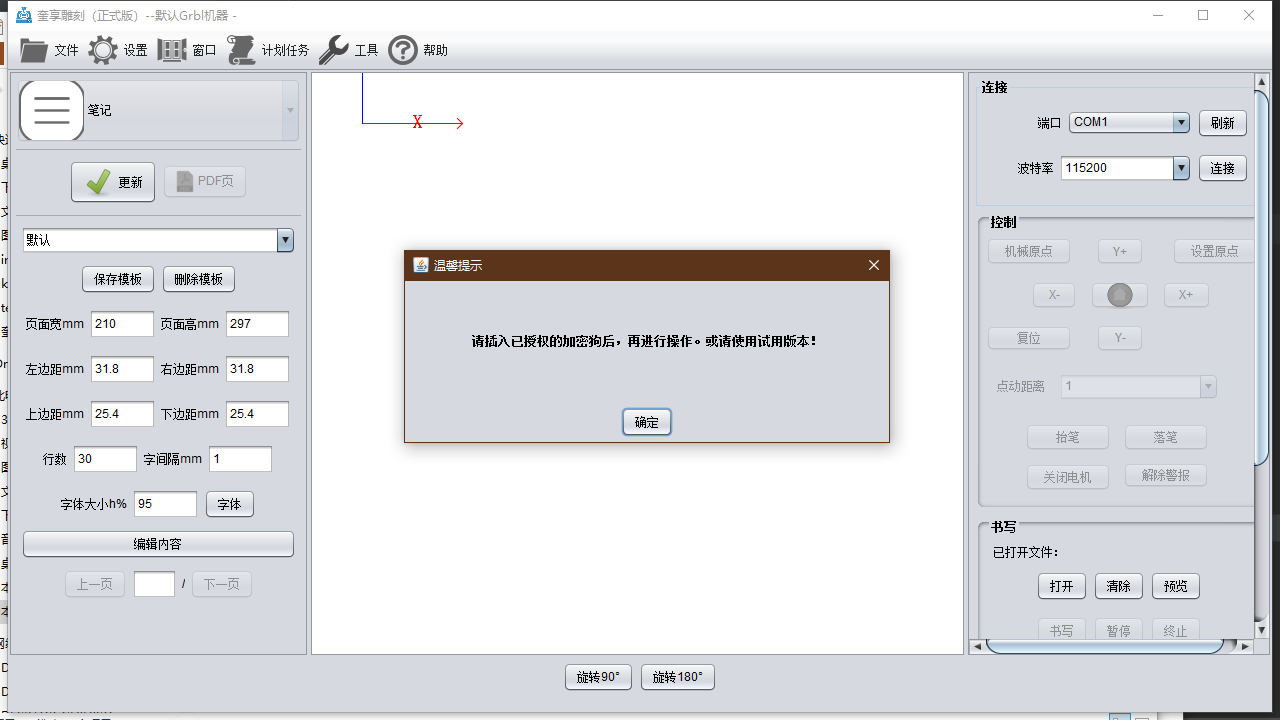 奎享雕刻（正式版）--默认Grbl机器 -
文件 设置 窗口 计划任务 工具 帮助
笔记
更新 PDF页
默认
保存模板 删除模板
页面宽mm 210 页面高mm 297
左边距mm 31.8 右边距mm 31.8
上边距mm 25.4 下边距mm 25.4
行数 30 字间隔mm 1
字体大小h% 95 字体
编辑内容
上一页 / 下一页
X
温馨提示
请插入已授权的加密狗后，再进行操作。或请使用试用版本！
确定
旋转90° 旋转180°
连接
端口 COM1 刷新
波特率 115200 连接
控制
机械原点 Y+ 设置原点
X- X+
复位 Y-
点动距离 1
抬笔 落笔
关闭电机 解除警报
书写
已打开文件：
打开 清除 预览
书写 暂停 终止